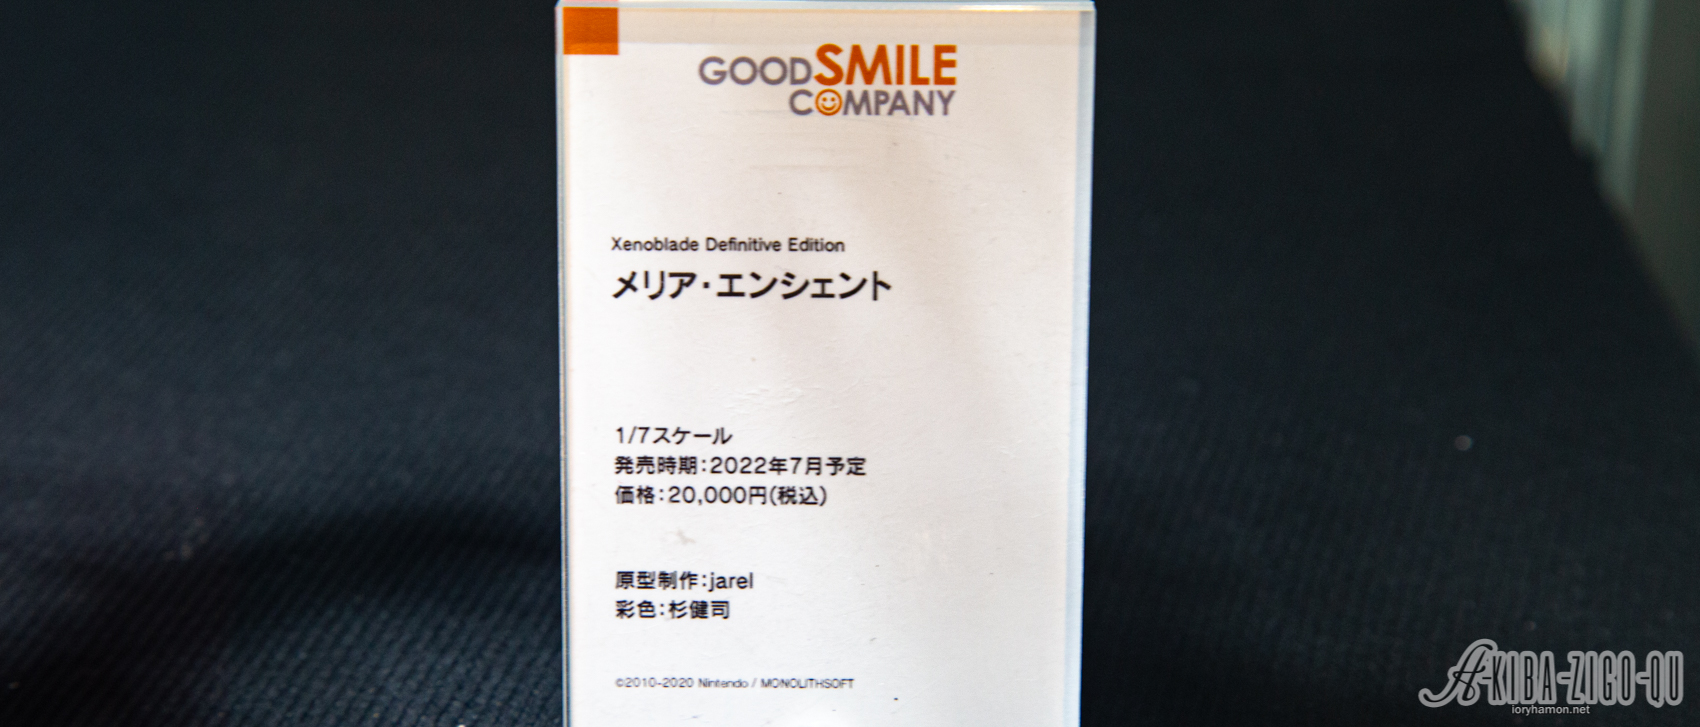 GOODSMILE
COMPANY
Xenoblade Definitive Edition
メリア・エンシェント
1/7スケール
発売時期：2022年7月予定
価格：20,000円(税込)
原型制作：jarel
彩色：杉健司
©2010-2020 Nintendo / MONOLITHSOFT
A-KIBA-ZIGO-QU
ioryhamon.net